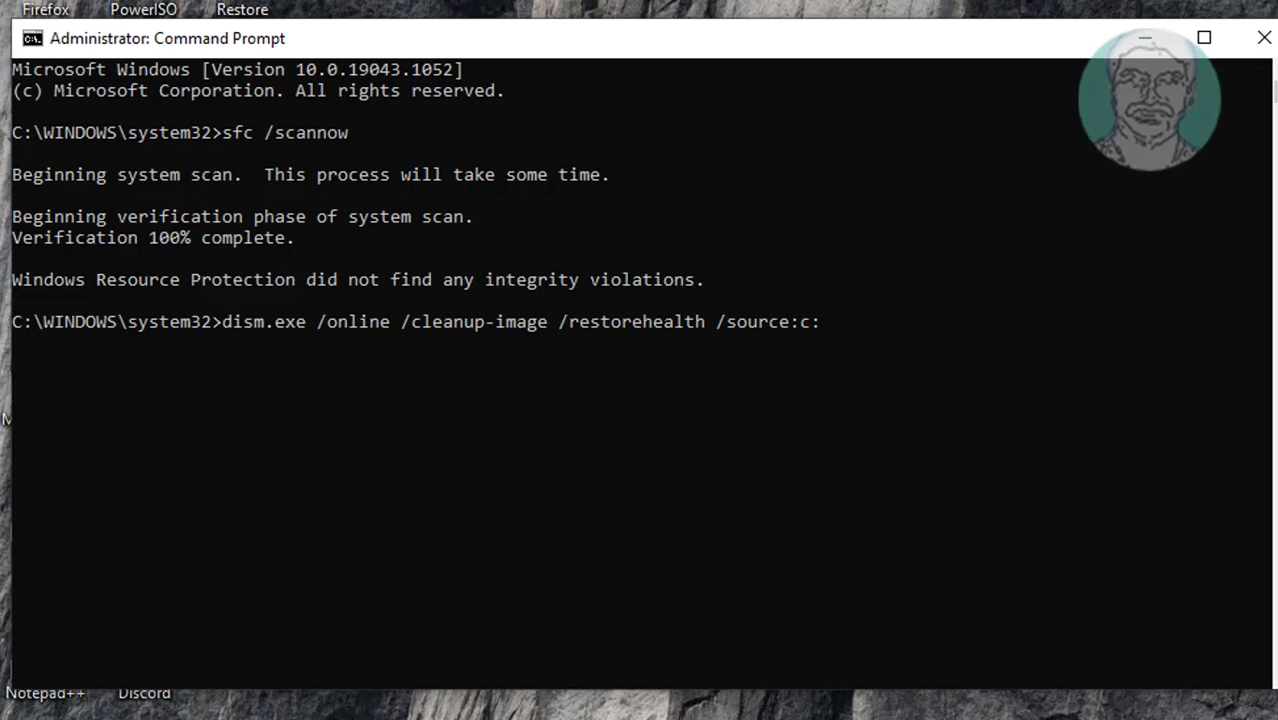 Firefox PowerISO Restore
Administrator: Command Prompt
Microsoft Windows [Version 10.0.19043.1052]
(c) Microsoft Corporation. All rights reserved.
C:\WINDOWS\system32>sfc /scannow
Beginning system scan.  This process will take some time.
Beginning verification phase of system scan.
Verification 100% complete.
Windows Resource Protection did not find any integrity violations.
C:\WINDOWS\system32>dism.exe /online /cleanup-image /restorehealth /source:c:
Notepad++ Discord